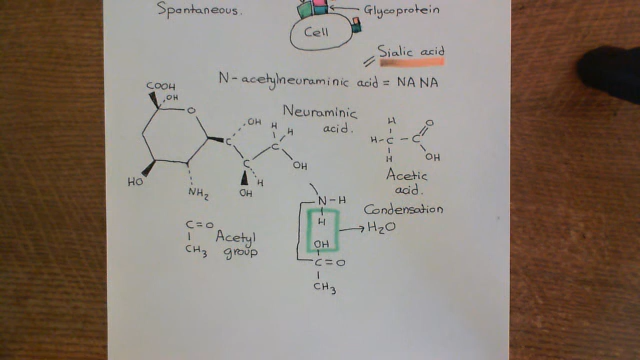 Spontaneous.
Glycoprotein
Cell
= Sialic acid
N-acetylneuraminic acid = NANA
COOH
OH
O
Neuraminic
acid.
OH
H
H
C
C
C
OH
HO
NH₂
OH
H
H
H-C-C
O
OH
H
Acetic
acid.
N-H
H
OH
C=O
CH₃
Condensation
→ H₂O
C=O
CH₃
Acetyl
group